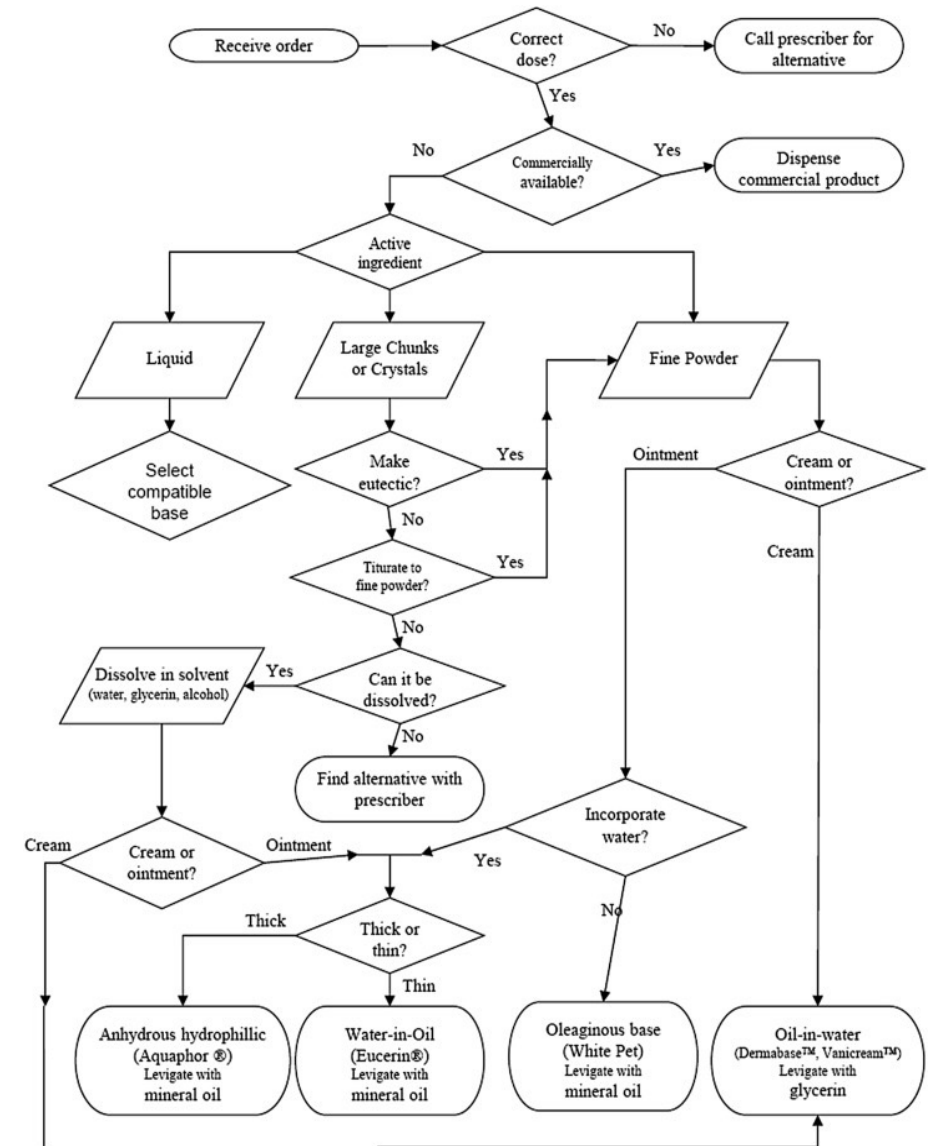 Receive order
Correct
dose?
No
Call prescriber for
alternative
Yes
No
Commercially
available?
Yes
Dispense
commercial product
Active
ingredient
Liquid
Large Chunks
or Crystals
Fine Powder
Select
compatible
base
Make
eutectic?
Yes
Ointment
Cream or
ointment?
No
Cream
Titurate to
fine powder?
Yes
No
Dissolve in solvent
(water, glycerin, alcohol)
Yes
Can it be
dissolved?
No
Find alternative with
prescriber
Incorporate
water?
Cream
Cream or
ointment?
Ointment
Yes
No
Thick
Thick or
thin?
Thin
Anhydrous hydrophillic
(Aquaphor ®)
Levigate with
mineral oil
Water-in-Oil
(Eucerin®)
Levigate with
mineral oil
Oleaginous base
(White Pet)
Levigate with
mineral oil
Oil-in-water
(Dermabase™, Vanicream™)
Levigate with
glycerin